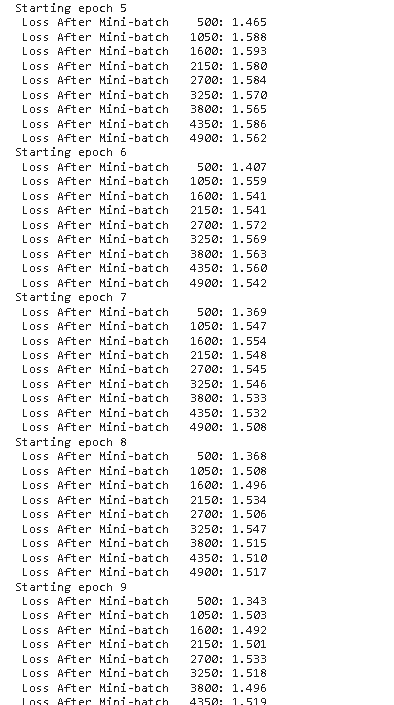 Starting epoch 5
Loss After Mini-batch 500: 1.465
Loss After Mini-batch 1050: 1.588
Loss After Mini-batch 1600: 1.593
Loss After Mini-batch 2150: 1.580
Loss After Mini-batch 2700: 1.584
Loss After Mini-batch 3250: 1.570
Loss After Mini-batch 3800: 1.565
Loss After Mini-batch 4350: 1.586
Loss After Mini-batch 4900: 1.562
Starting epoch 6
Loss After Mini-batch 500: 1.407
Loss After Mini-batch 1050: 1.559
Loss After Mini-batch 1600: 1.541
Loss After Mini-batch 2150: 1.541
Loss After Mini-batch 2700: 1.572
Loss After Mini-batch 3250: 1.569
Loss After Mini-batch 3800: 1.563
Loss After Mini-batch 4350: 1.560
Loss After Mini-batch 4900: 1.542
Starting epoch 7
Loss After Mini-batch 500: 1.369
Loss After Mini-batch 1050: 1.547
Loss After Mini-batch 1600: 1.554
Loss After Mini-batch 2150: 1.548
Loss After Mini-batch 2700: 1.545
Loss After Mini-batch 3250: 1.546
Loss After Mini-batch 3800: 1.533
Loss After Mini-batch 4350: 1.532
Loss After Mini-batch 4900: 1.508
Starting epoch 8
Loss After Mini-batch 500: 1.368
Loss After Mini-batch 1050: 1.508
Loss After Mini-batch 1600: 1.496
Loss After Mini-batch 2150: 1.534
Loss After Mini-batch 2700: 1.506
Loss After Mini-batch 3250: 1.547
Loss After Mini-batch 3800: 1.515
Loss After Mini-batch 4350: 1.510
Loss After Mini-batch 4900: 1.517
Starting epoch 9
Loss After Mini-batch 500: 1.343
Loss After Mini-batch 1050: 1.503
Loss After Mini-batch 1600: 1.492
Loss After Mini-batch 2150: 1.501
Loss After Mini-batch 2700: 1.533
Loss After Mini-batch 3250: 1.518
Loss After Mini-batch 3800: 1.496
Loss After Mini-batch 4350: 1.519